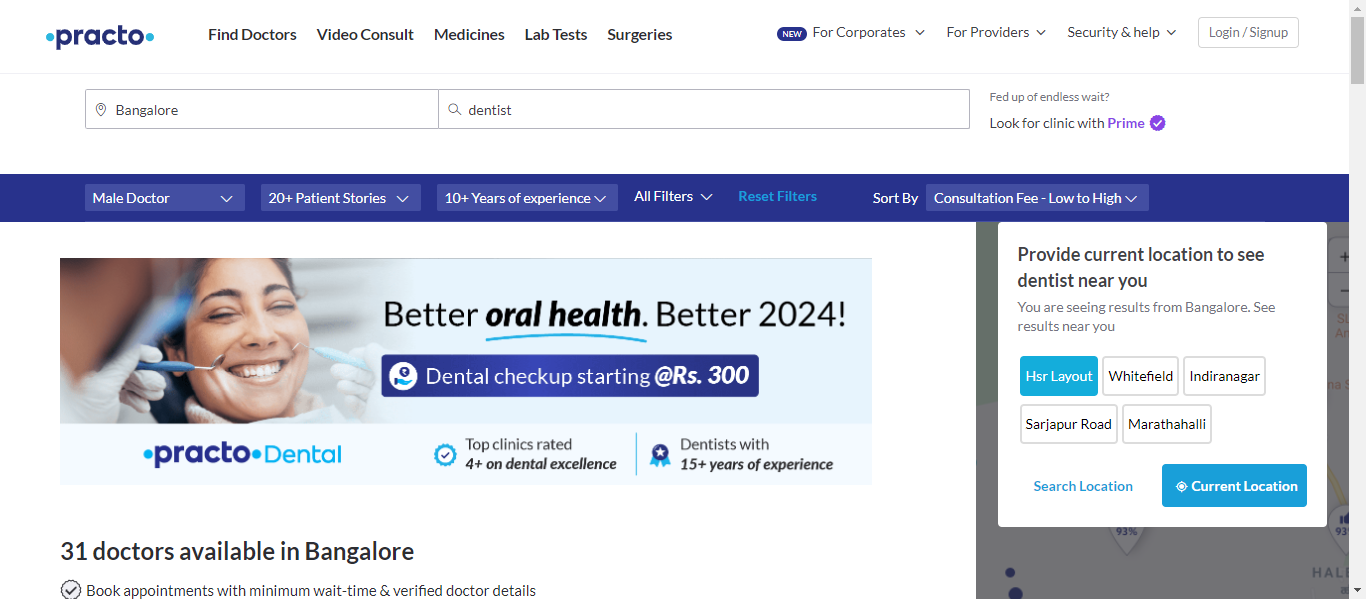 practo
Find Doctors
Video Consult
Medicines
Lab Tests
Surgeries
NEW For Corporates
For Providers
Security & help
Login / Signup
Bangalore
dentist
Fed up of endless wait?
Look for clinic with Prime
Male Doctor
20+ Patient Stories
10+ Years of experience
All Filters
Reset Filters
Sort By
Consultation Fee - Low to High
Better oral health. Better 2024!
Dental checkup starting @Rs. 300
practo Dental
Top clinics rated
4+ on dental excellence
Dentists with
15+ years of experience
31 doctors available in Bangalore
Book appointments with minimum wait-time & verified doctor details
Provide current location to see
dentist near you
You are seeing results from Bangalore. See
results near you
Hsr Layout
Whitefield
Indiranagar
Sarjapur Road
Marathahalli
Search Location
Current Location
93%